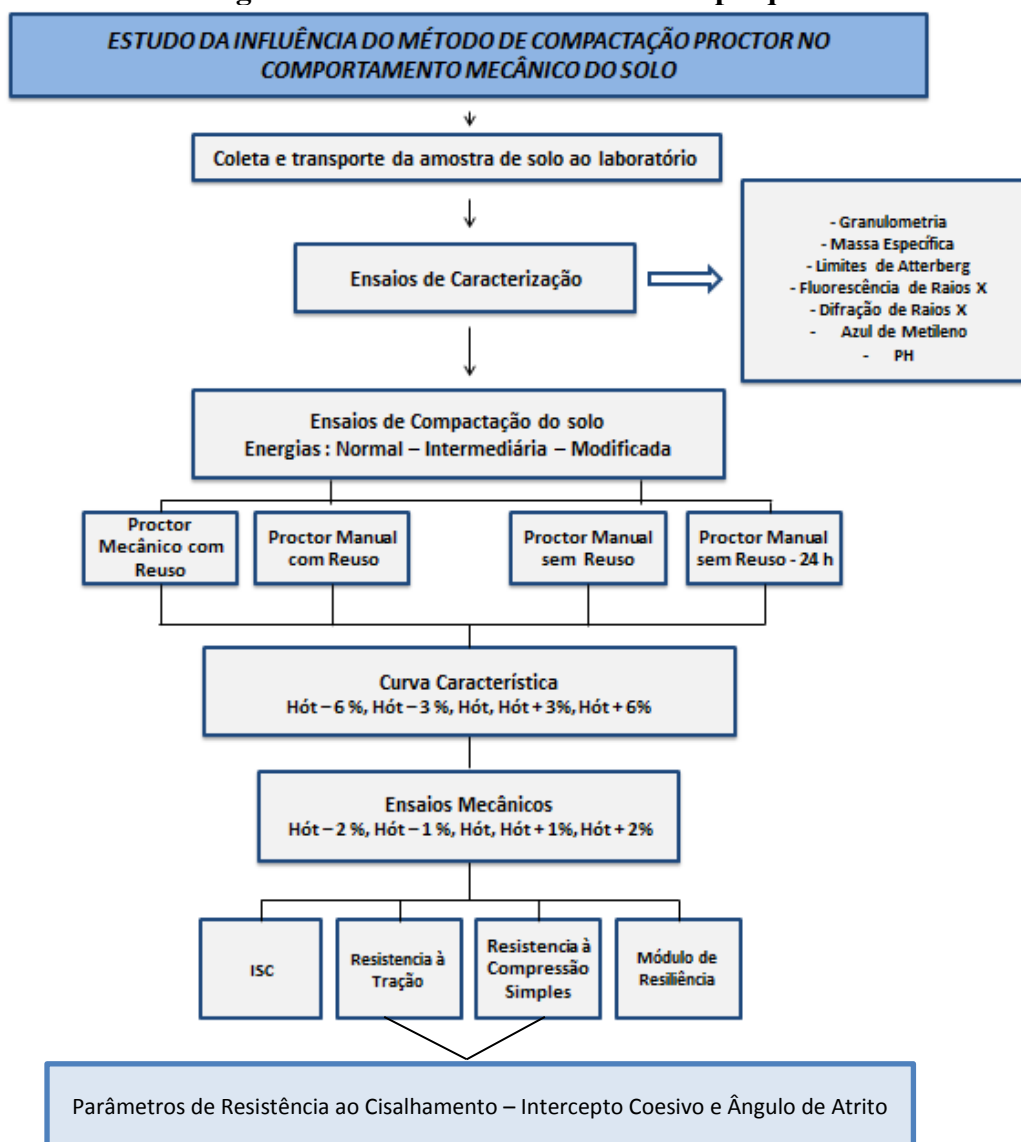 ESTUDO DA INFLUÊNCIA DO MÉTODO DE COMPACTAÇÃO PROCTOR NO
COMPORTAMENTO MECÂNICO DO SOLO
Coleta e transporte da amostra de solo ao laboratório
Ensaios de Caracterização
- Granulometria
- Massa Específica
- Limites de Atterberg
- Fluorescência de Raios X
- Difração de Raios X
- Azul de Metileno
- PH
Ensaios de Compactação do solo
Energias : Normal – Intermediária – Modificada
Proctor
Mecânico com
Reuso
Proctor Manual
com Reuso
Proctor Manual
sem Reuso
Proctor Manual
sem Reuso - 24 h
Curva Característica
Hót – 6 %, Hót – 3 %, Hót, Hót + 3%, Hót + 6%
Ensaios Mecânicos
Hót – 2 %, Hót – 1 %, Hót, Hót + 1%, Hót + 2%
ISC
Resistencia à
Tração
Resistencia à
Compressão
Simples
Módulo de
Resiliência
Parâmetros de Resistência ao Cisalhamento – Intercepto Coesivo e Ângulo de Atrito